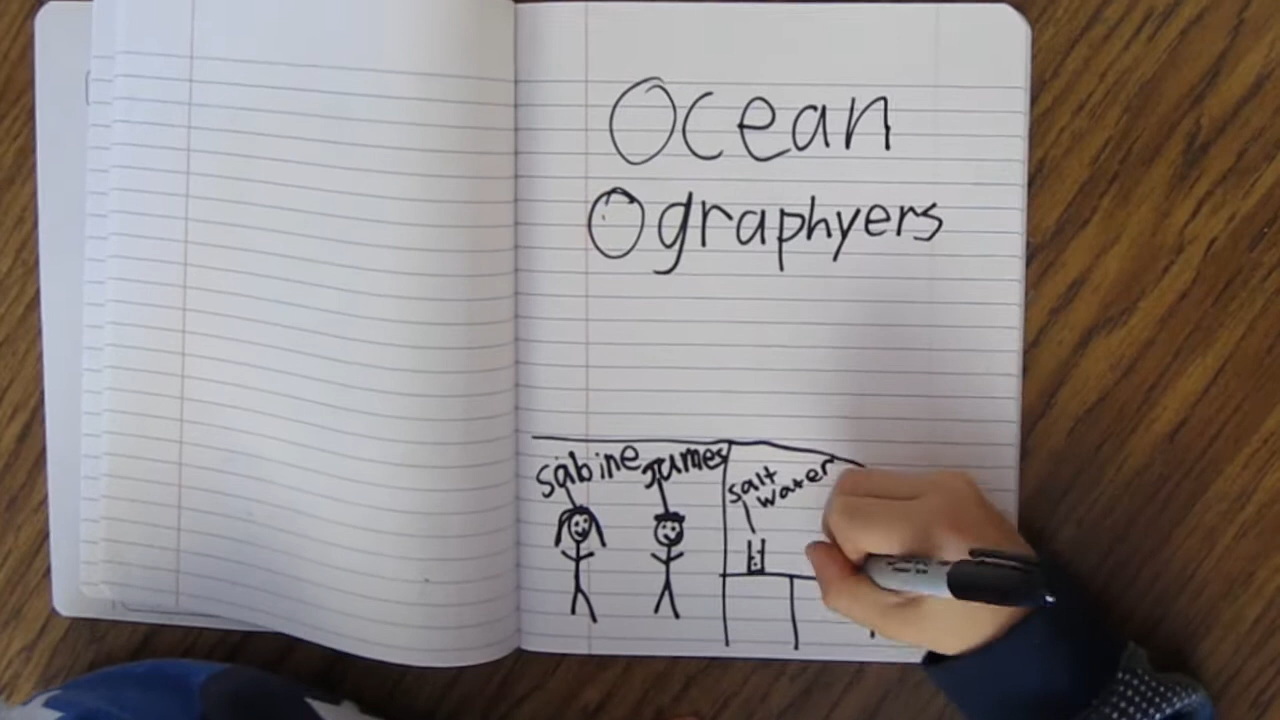 Ocean
Ographyers
sabine James
salt
water